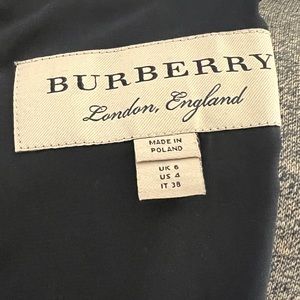 BURBERRY
London, England
MADE IN
POLAND
UK 6
US 4
IT 38